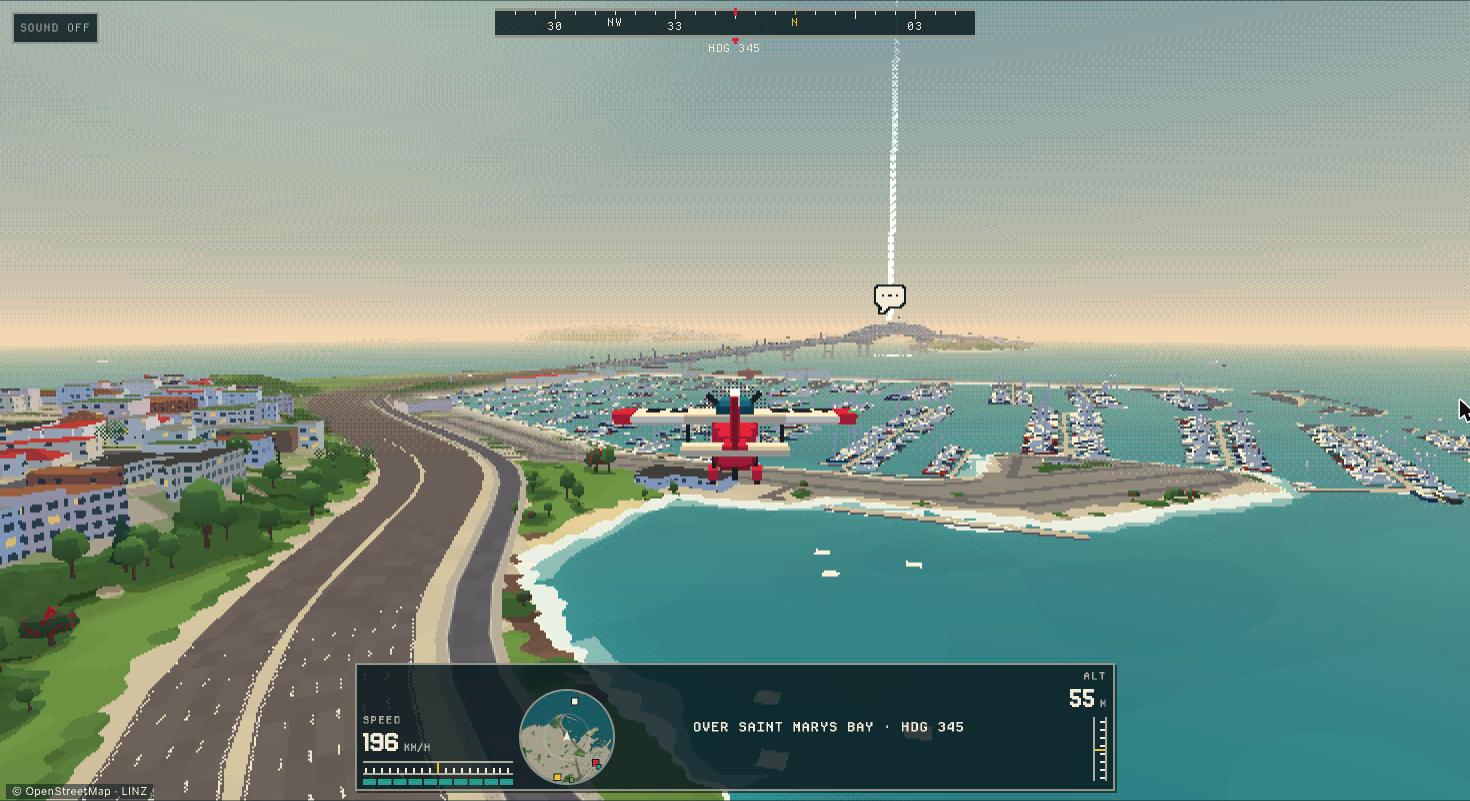 SOUND OFF
30 NW 33 N 03
HDG 345
ALT
55 M
SPEED
196 KM/H
OVER SAINT MARYS BAY · HDG 345
© OpenStreetMap · LINZ